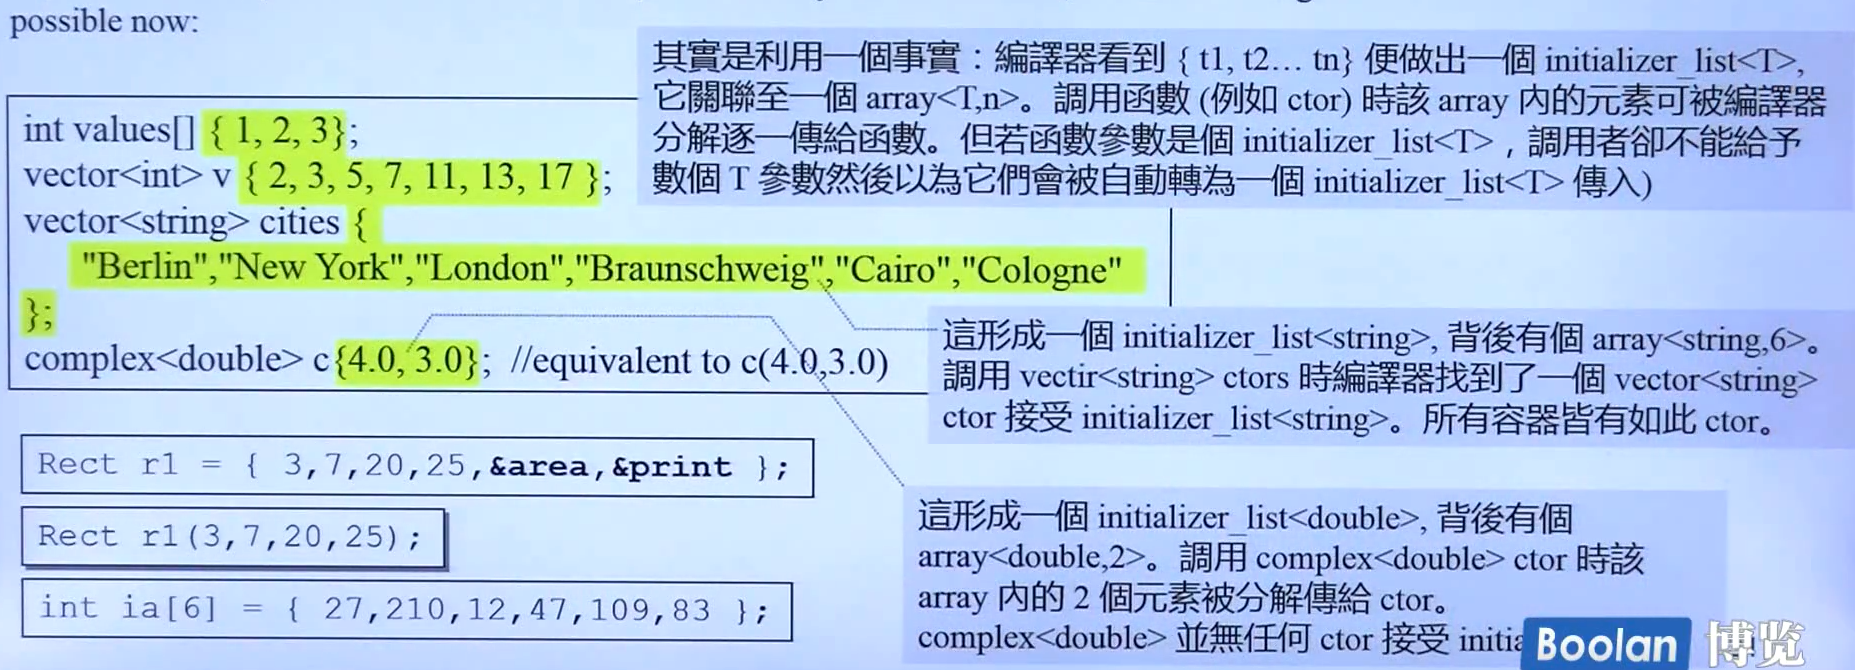 possible now:
其實是利用一個事實：編譯器看到 { t1, t2… tn} 便做出一個 initializer_list<T>,
它關聯至一個 array<T,n>。調用函數 (例如 ctor) 時該 array 內的元素可被編譯器
分解逐一傳給函數。但若函數參數是個 initializer_list<T>，調用者卻不能給予
數個 T 參數然後以為它們會被自動轉為一個 initializer_list<T> 傳入)
int values[] { 1, 2, 3};
vector<int> v { 2, 3, 5, 7, 11, 13, 17 };
vector<string> cities {
"Berlin","New York","London","Braunschweig","Cairo","Cologne"
};
complex<double> c{4.0, 3.0}; //equivalent to c(4.0,3.0)
這形成一個 initializer_list<string>, 背後有個 array<string,6>。
調用 vectir<string> ctors 時編譯器找到了一個 vector<string>
ctor 接受 initializer_list<string>。所有容器皆有如此 ctor。
Rect r1 = { 3,7,20,25,&area,&print };
Rect r1(3,7,20,25);
int ia[6] = { 27,210,12,47,109,83 };
這形成一個 initializer_list<double>, 背後有個
array<double,2>。調用 complex<double> ctor 時該
array 內的 2 個元素被分解傳給 ctor。
complex<double> 並無任何 ctor 接受 initia
Boolan 博览